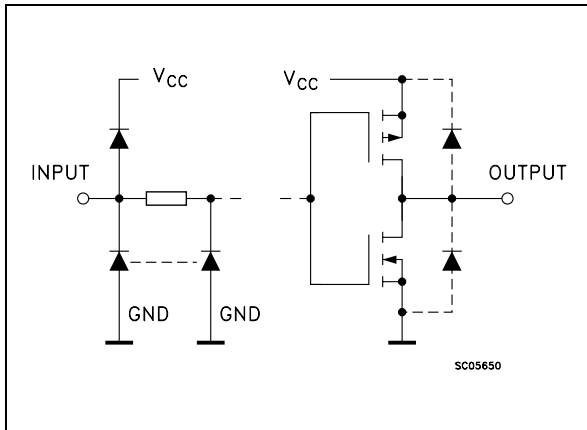 VCC
VCC
INPUT
OUTPUT
GND
GND
SC05650